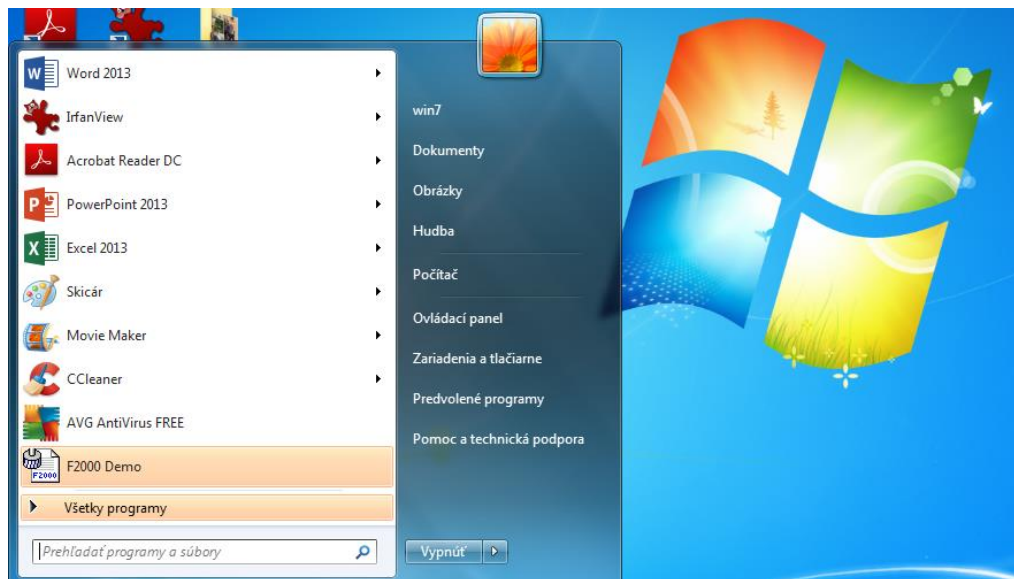 Word 2013
IrfanView
Acrobat Reader DC
PowerPoint 2013
Excel 2013
Skicár
Movie Maker
CCleaner
AVG AntiVirus FREE
F2000
F2000 Demo
Všetky programy
Prehľadať programy a súbory
win7
Dokumenty
Obrázky
Hudba
Počítač
Ovládací panel
Zariadenia a tlačiarne
Predvolené programy
Pomoc a technická podpora
Vypnúť